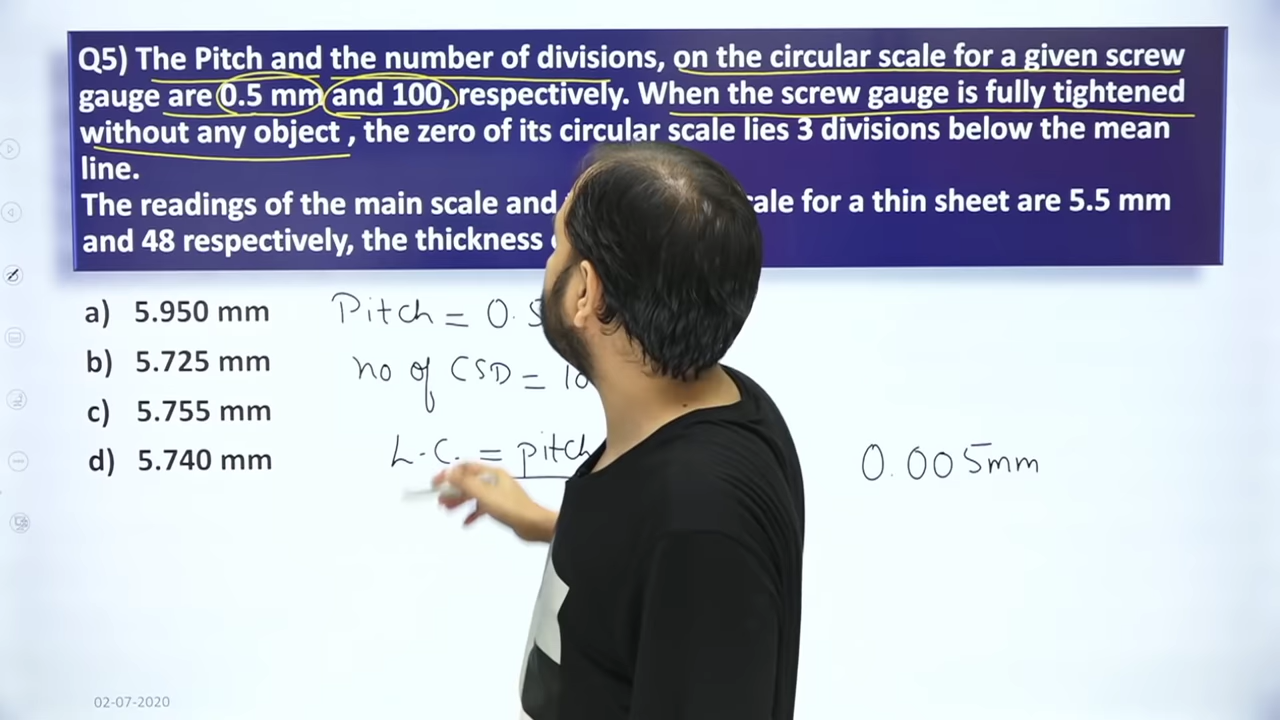 Q5) The Pitch and the number of divisions, on the circular scale for a given screw
gauge are 0.5 mm and 100, respectively. When the screw gauge is fully tightened
without any object , the zero of its circular scale lies 3 divisions below the mean
line.
The readings of the main scale and for a thin sheet are 5.5 mm
and 48 respectively, the thickness
a) 5.950 mm
b) 5.725 mm
c) 5.755 mm
d) 5.740 mm
Pitch = 0.5
no of CSD = 10
L.C. = pitch
0.005mm
02-07-2020